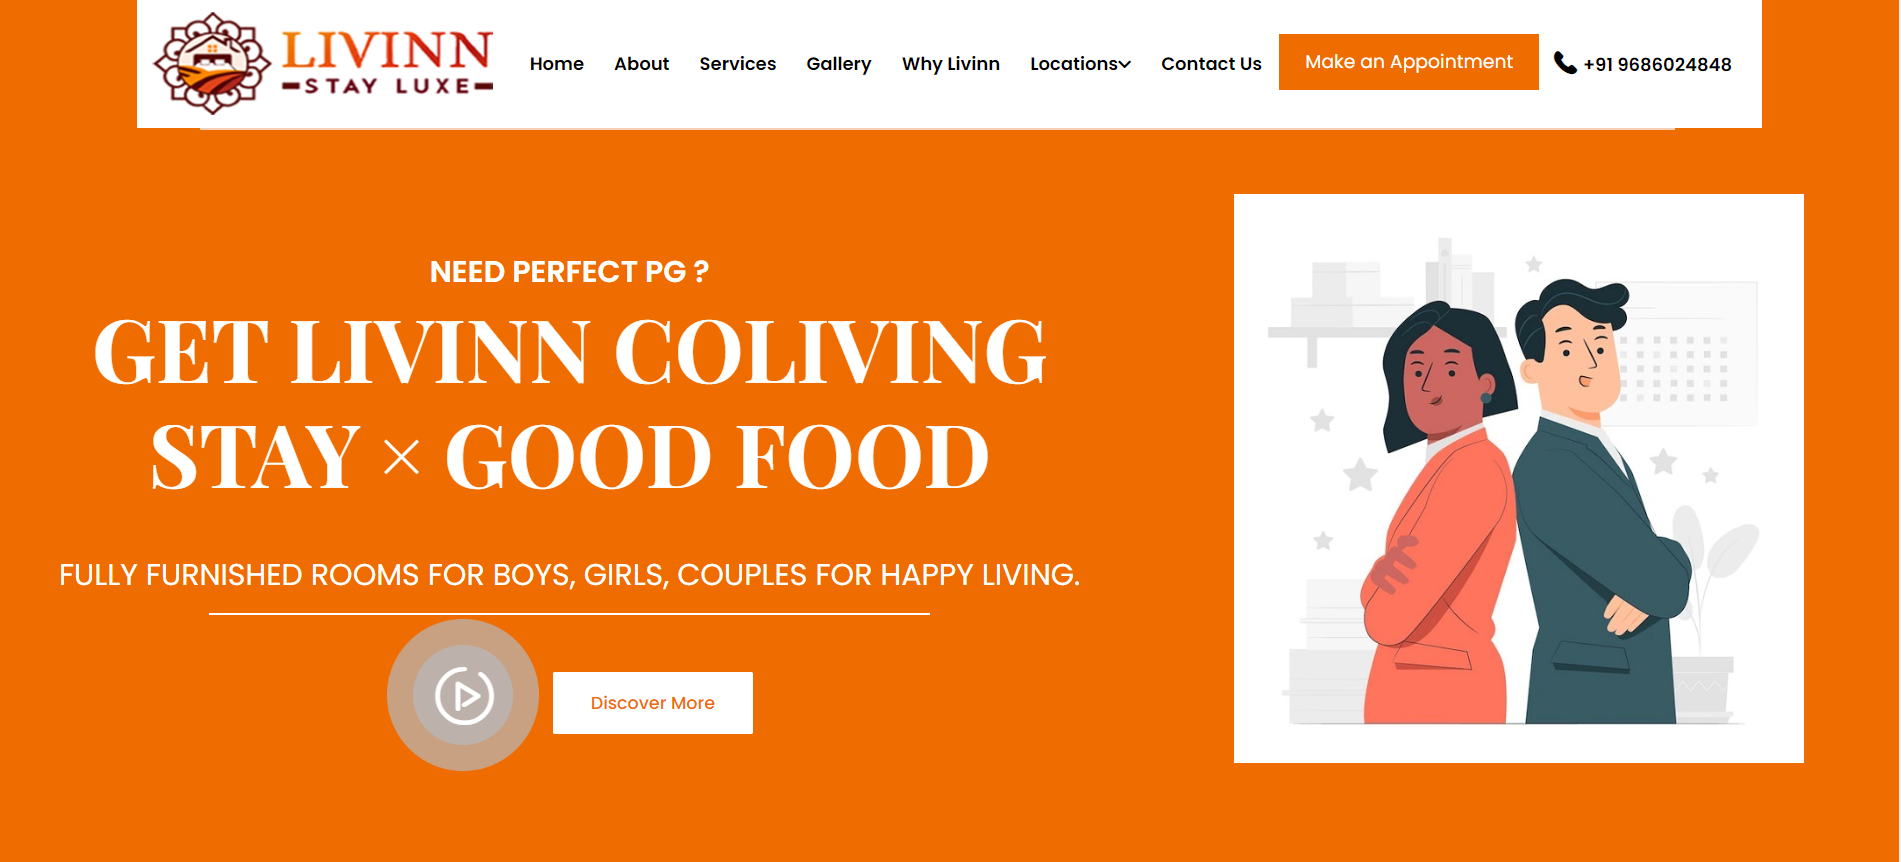 LIVINN
STAY LUXE
Home About Services Gallery Why Livinn Locations Contact Us Make an Appointment +91 9686024848
NEED PERFECT PG ?
GET LIVINN COLIVING
STAY × GOOD FOOD
FULLY FURNISHED ROOMS FOR BOYS, GIRLS, COUPLES FOR HAPPY LIVING.
Discover More